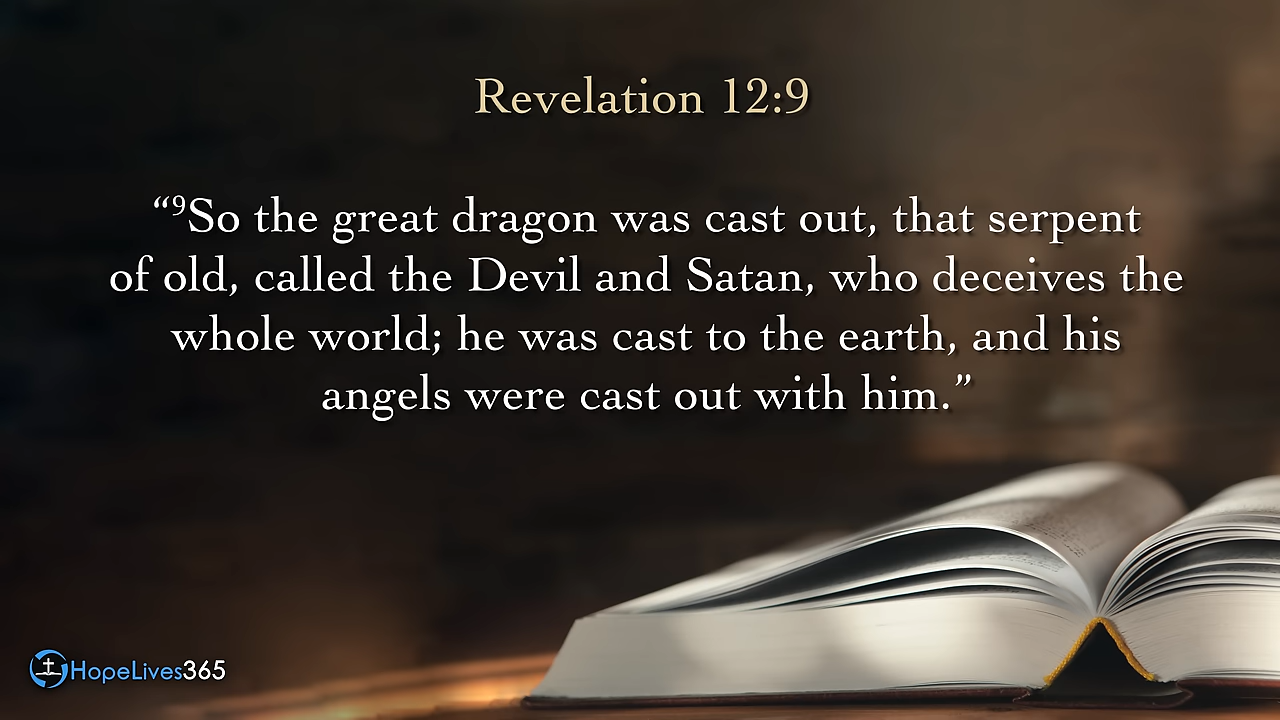 Revelation 12:9
“⁹So the great dragon was cast out, that serpent
of old, called the Devil and Satan, who deceives the
whole world; he was cast to the earth, and his
angels were cast out with him.”
HopeLives365